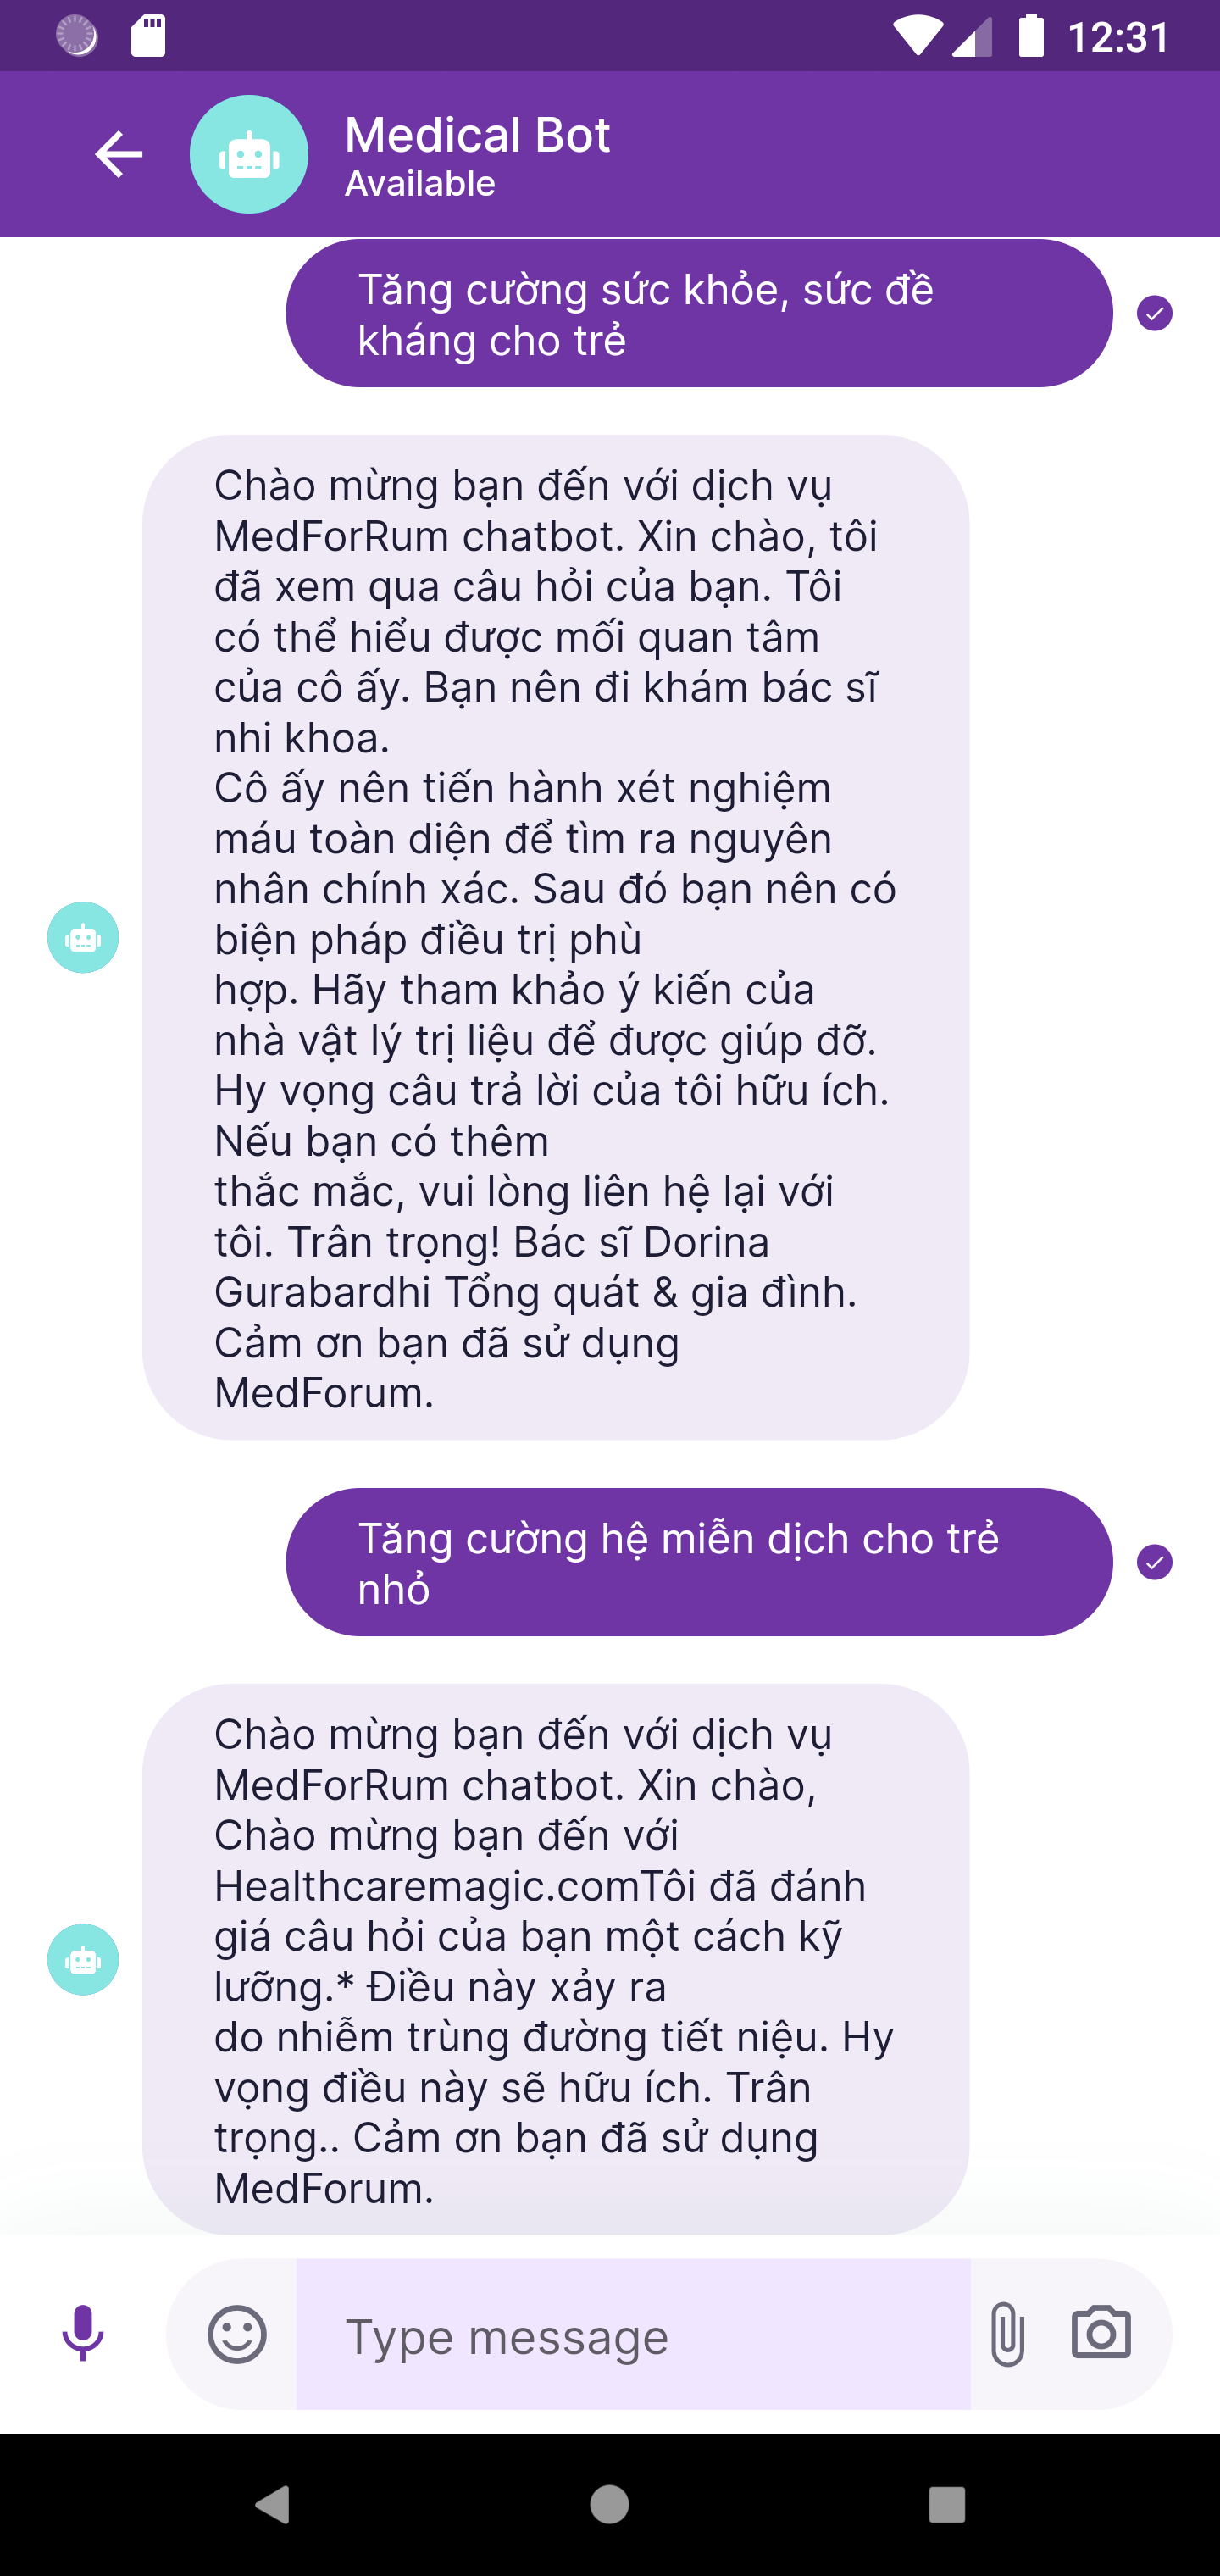 12:31
Medical Bot
Available
Tăng cường sức khỏe, sức đề
kháng cho trẻ
Chào mừng bạn đến với dịch vụ
MedForRum chatbot. Xin chào, tôi
đã xem qua câu hỏi của bạn. Tôi
có thể hiểu được mối quan tâm
của cô ấy. Bạn nên đi khám bác sĩ
nhi khoa.
Cô ấy nên tiến hành xét nghiệm
máu toàn diện để tìm ra nguyên
nhân chính xác. Sau đó bạn nên có
biện pháp điều trị phù
hợp. Hãy tham khảo ý kiến của
nhà vật lý trị liệu để được giúp đỡ.
Hy vọng câu trả lời của tôi hữu ích.
Nếu bạn có thêm
thắc mắc, vui lòng liên hệ lại với
tôi. Trân trọng! Bác sĩ Dorina
Gurabardhi Tổng quát & gia đình.
Cảm ơn bạn đã sử dụng
MedForum.
Tăng cường hệ miễn dịch cho trẻ
nhỏ
Chào mừng bạn đến với dịch vụ
MedForRum chatbot. Xin chào,
Chào mừng bạn đến với
Healthcaremagic.comTôi đã đánh
giá câu hỏi của bạn một cách kỹ
lưỡng.* Điều này xảy ra
do nhiễm trùng đường tiết niệu. Hy
vọng điều này sẽ hữu ích. Trân
trọng.. Cảm ơn bạn đã sử dụng
MedForum.
Type message